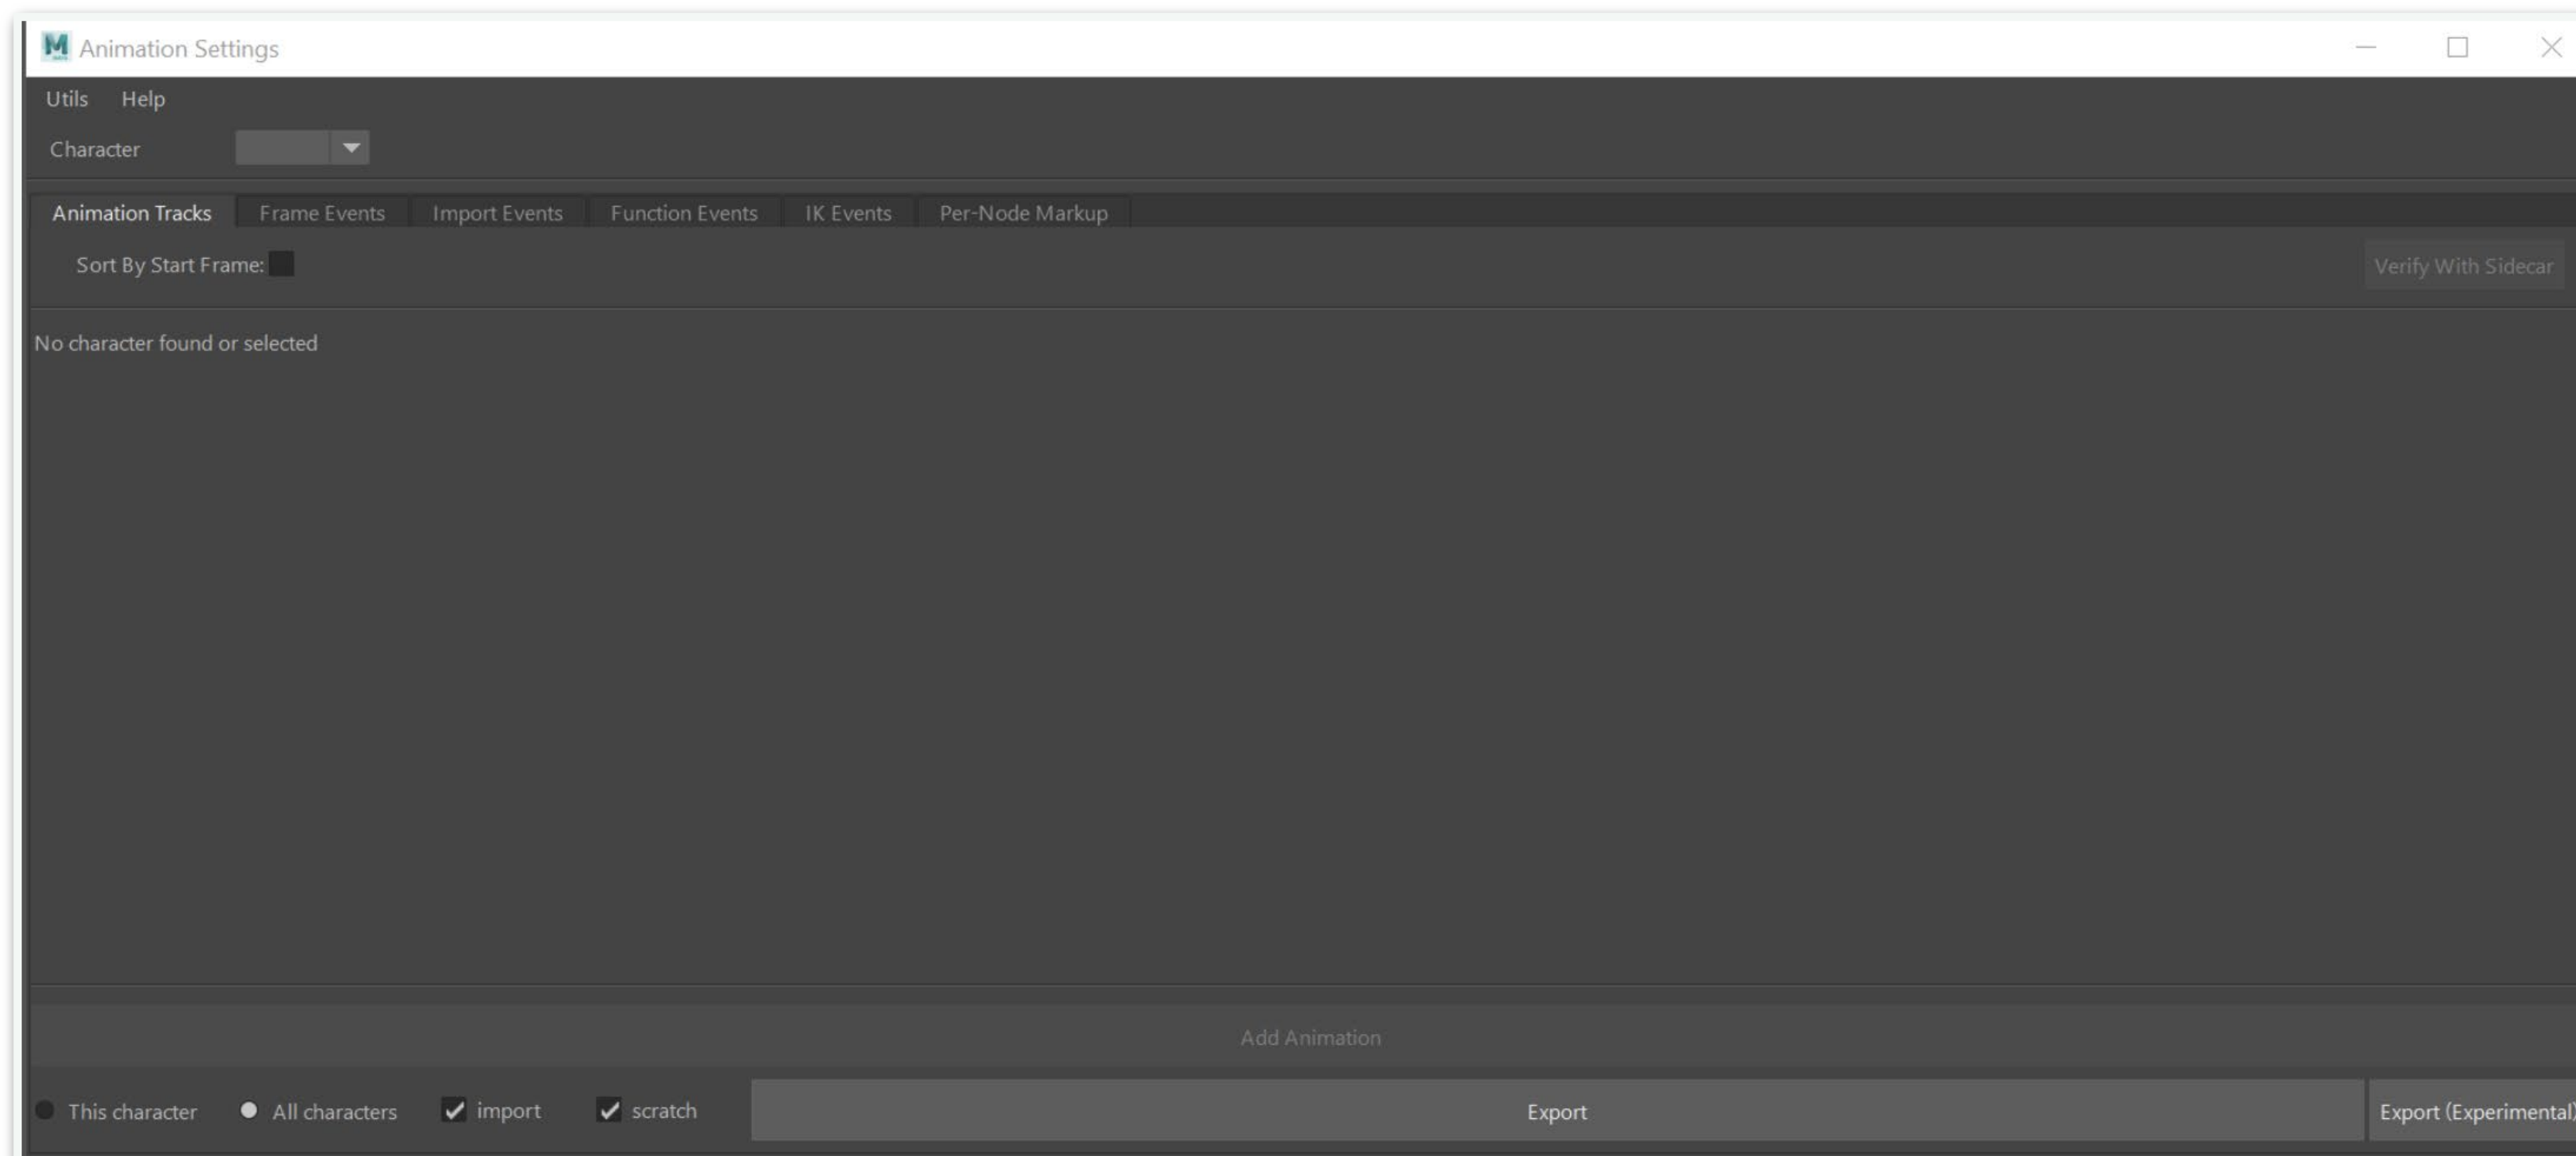 Animation Settings
Utils Help
Character
Animation Tracks Frame Events Import Events Function Events IK Events Per-Node Markup
Sort By Start Frame: Verify With Sidecar
No character found or selected
Add Animation
This character All characters import scratch Export Export (Experimental)